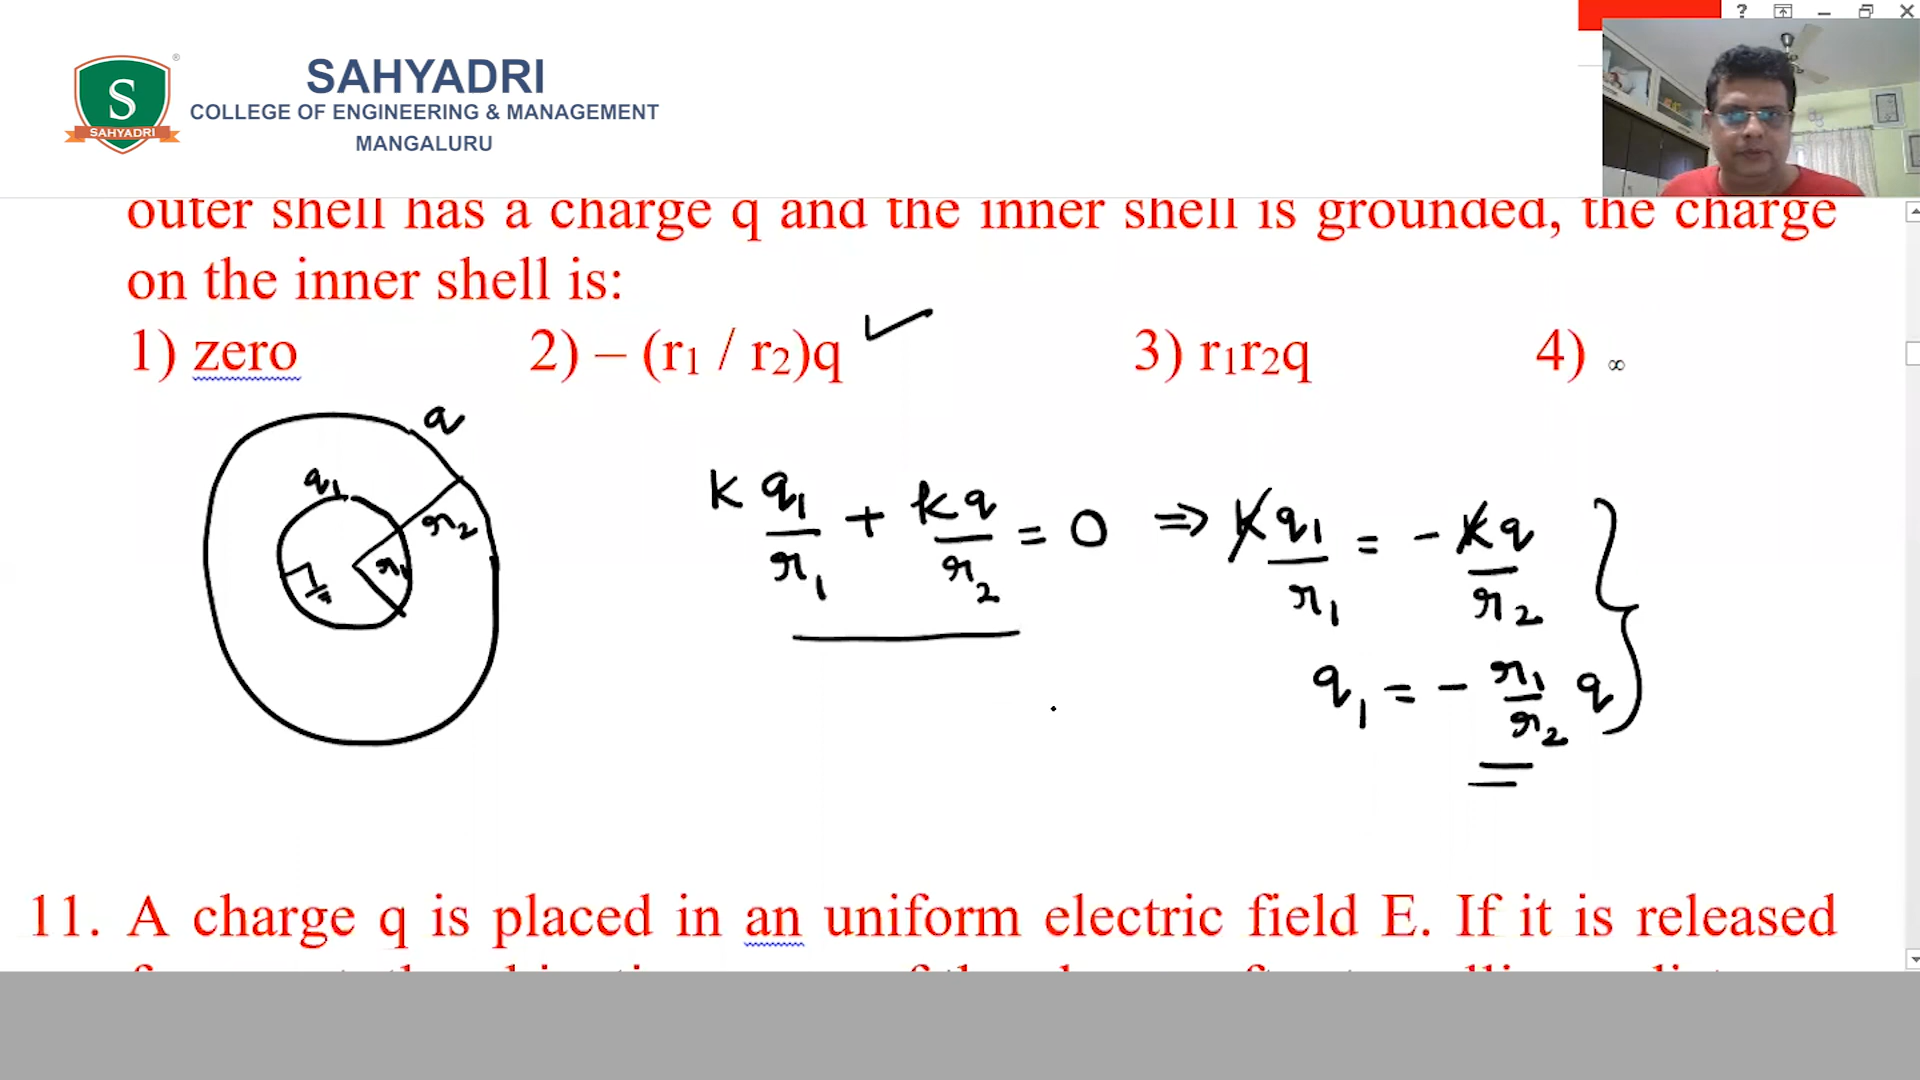 ?
S
SAHYADRI
®
SAHYADRI
COLLEGE OF ENGINEERING & MANAGEMENT
MANGALURU
outer shell has a charge q and the inner shell is grounded, the charge
on the inner shell is:
1) zero 2) – (r1 / r2)q ✓ 3) r1r2q 4) ∞
q
q1
r2
r1
K q1/r1 + kq/r2 = 0 ⇒ Kq1/r1 = - kq/r2
q1 = - r1/r2 q
11. A charge q is placed in an uniform electric field E. If it is released